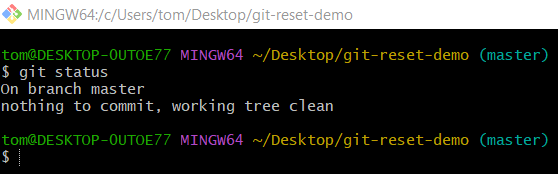 MINGW64:/c/Users/tom/Desktop/git-reset-demo
tom@DESKTOP-OUTOE77 MINGW64 ~/Desktop/git-reset-demo (master)
$ git status
On branch master
nothing to commit, working tree clean
tom@DESKTOP-OUTOE77 MINGW64 ~/Desktop/git-reset-demo (master)
$